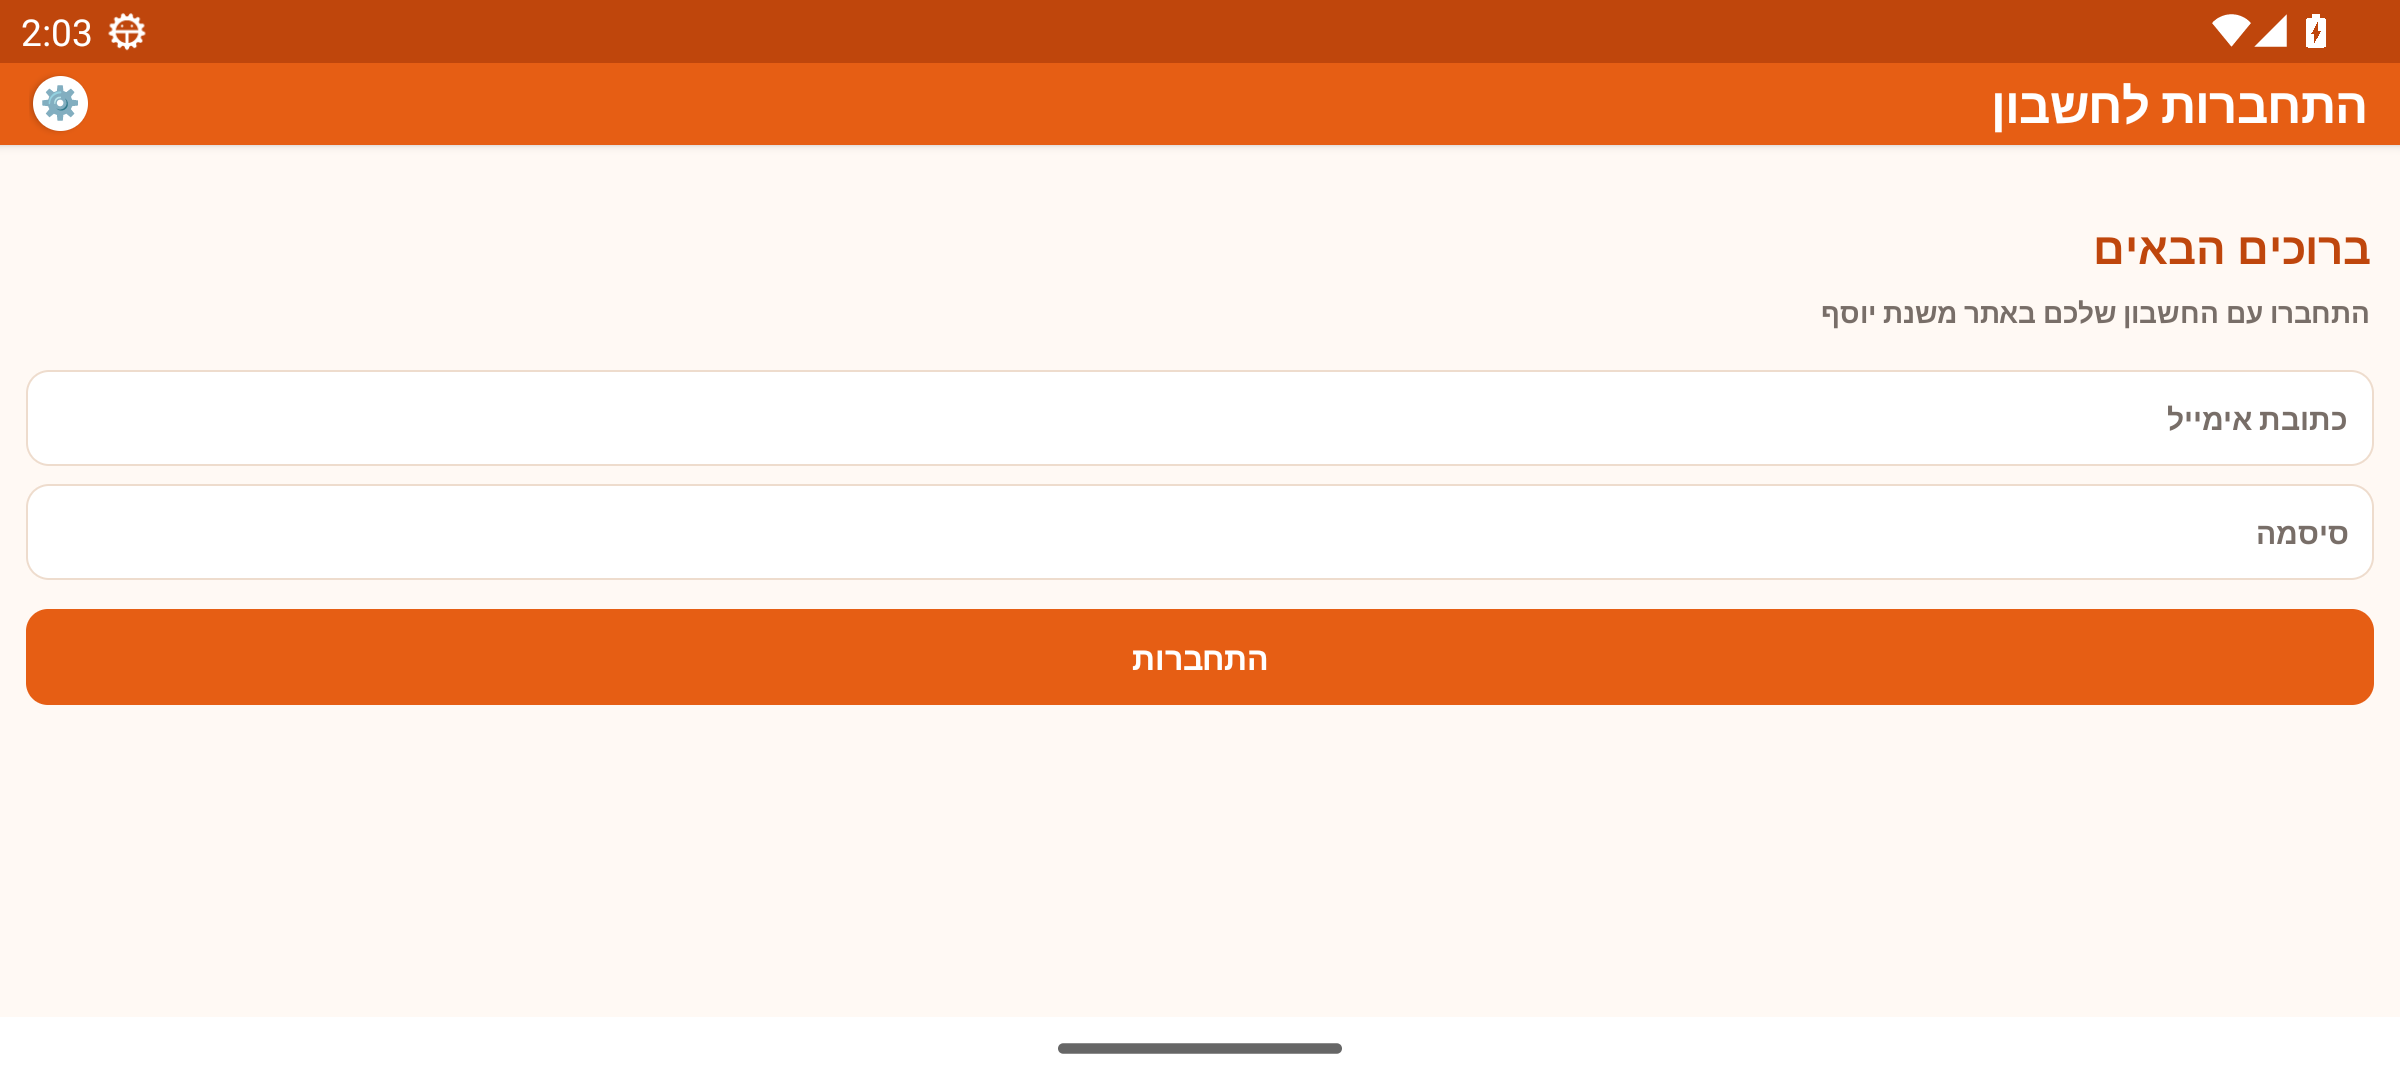 2:03
התחברות לחשבון
ברוכים הבאים
התחברו עם החשבון שלכם באתר משנת יוסף
כתובת אימייל
סיסמה
התחברות